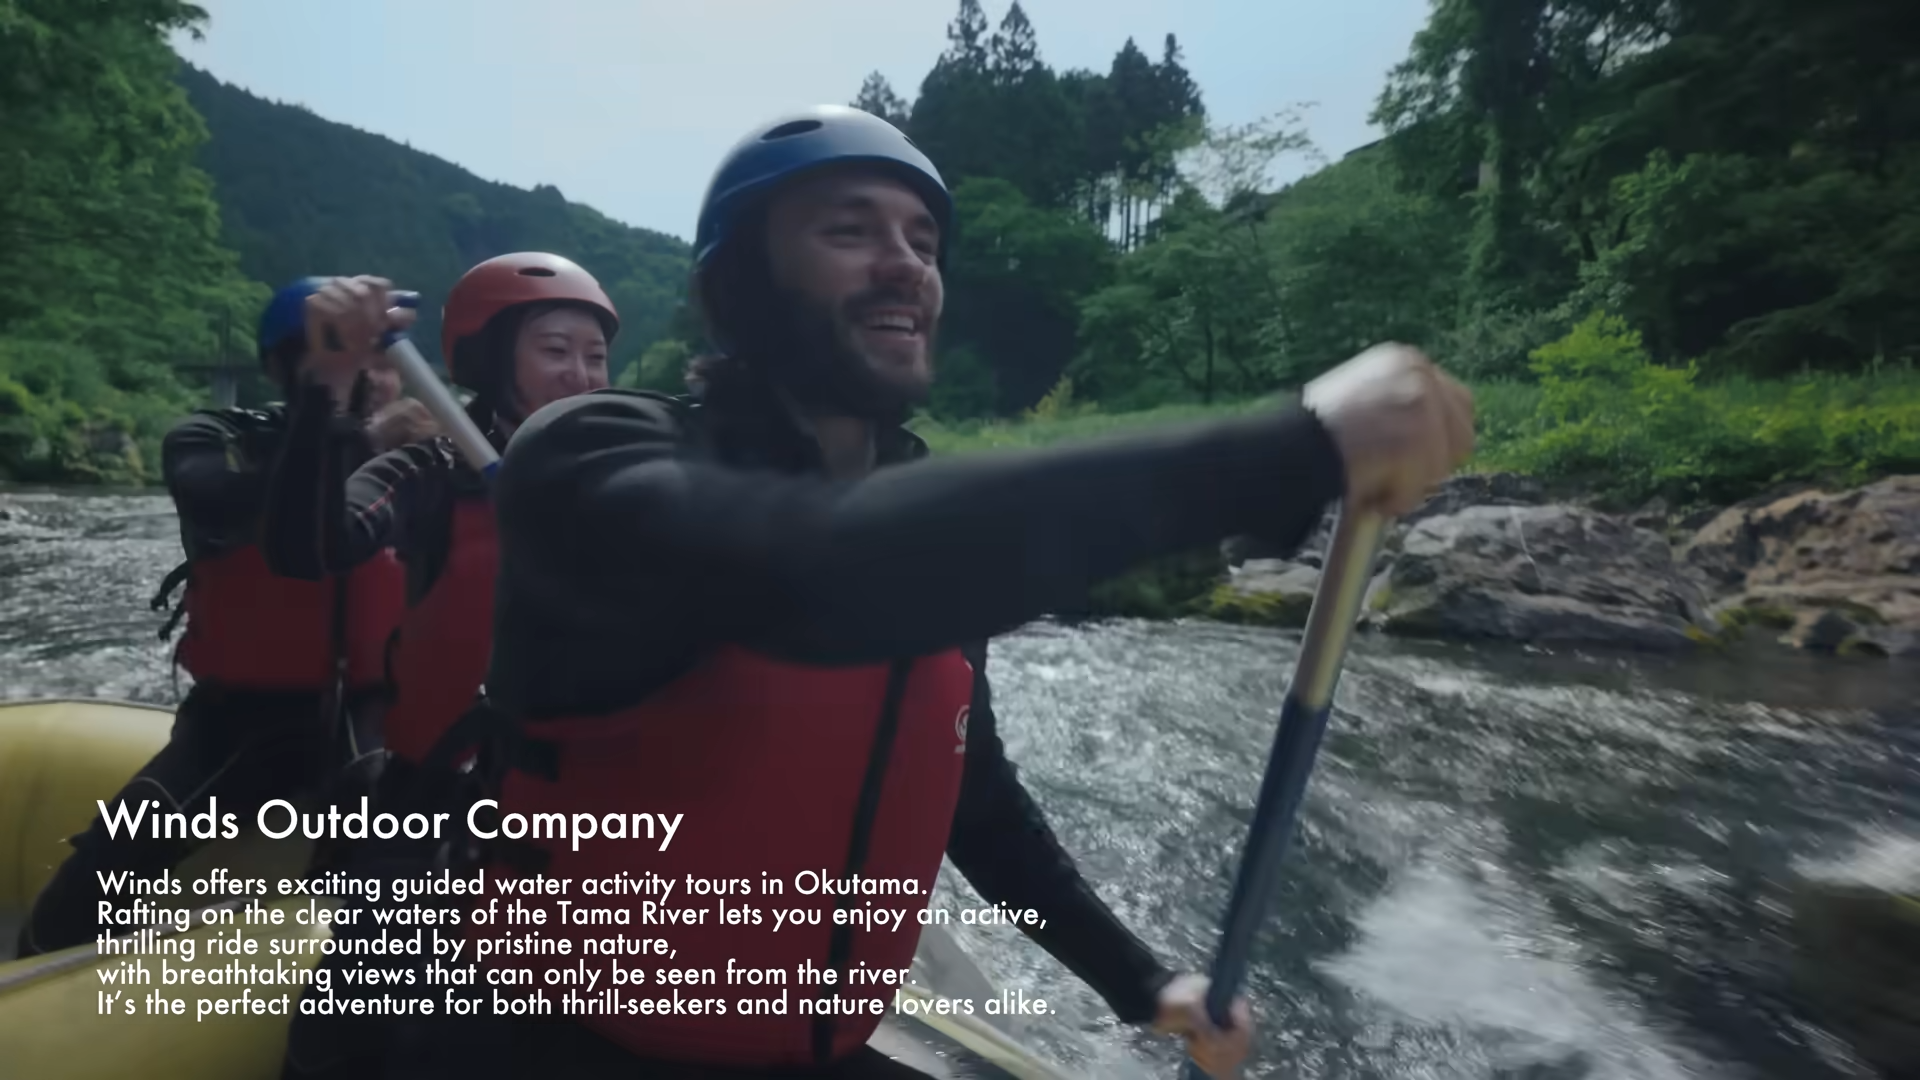 Winds Outdoor Company
Winds offers exciting guided water activity tours in Okutama.
Rafting on the clear waters of the Tama River lets you enjoy an active,
thrilling ride surrounded by pristine nature,
with breathtaking views that can only be seen from the river.
It's the perfect adventure for both thrill-seekers and nature lovers alike.